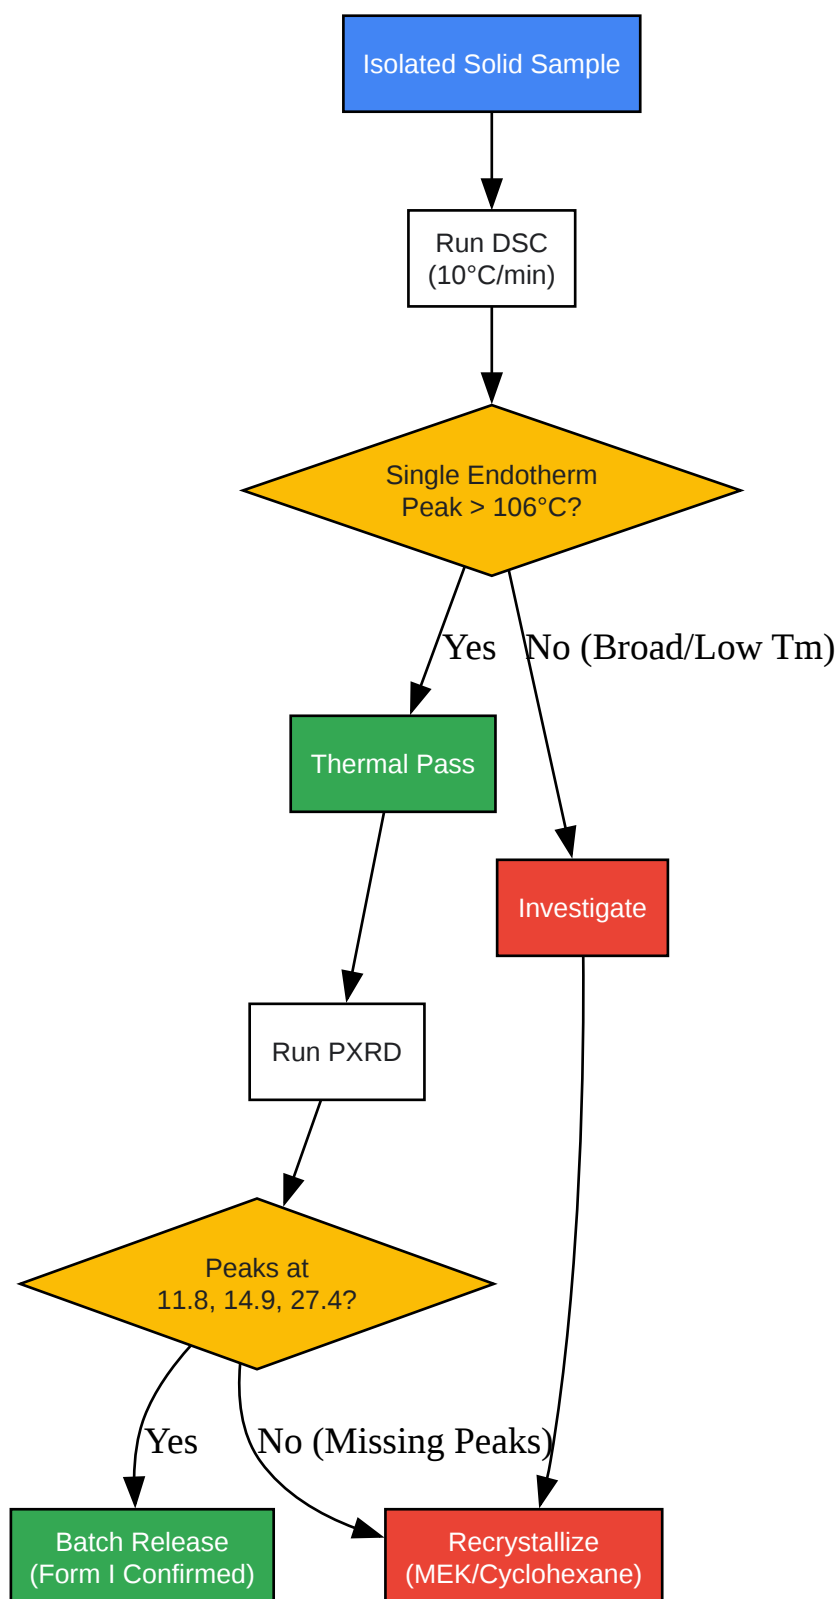 Isolated Solid Sample
Run DSC
(10°C/min)
Single Endotherm
Peak > 106°C?
Yes
No (Broad/Low Tm)
Thermal Pass
Investigate
Run PXRD
Peaks at
11.8, 14.9, 27.4?
Yes
No (Missing Peaks)
Batch Release
(Form I Confirmed)
Recrystallize
(MEK/Cyclohexane)